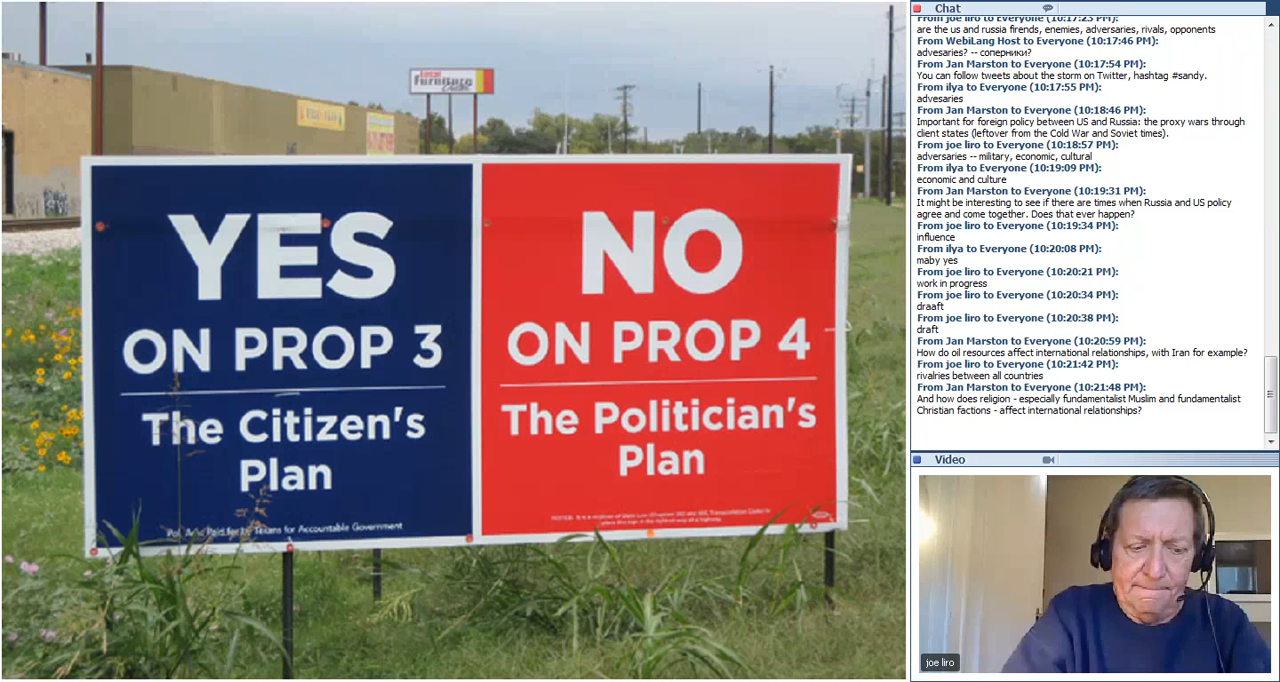 Local
Furniture
Outlet
YES
ON PROP 3
The Citizen's
Plan
Pol. Adv. Paid for by Texans for Accountable Government
NO
ON PROP 4
The Politician's
Plan
Chat
From joe liro to Everyone (10:17:23 PM):
are the us and russia firends, enemies, adversaries, rivals, opponents
From WebiLang Host to Everyone (10:17:46 PM):
advesaries? -- соперники?
From Jan Marston to Everyone (10:17:54 PM):
You can follow tweets about the storm on Twitter, hashtag #sandy.
From ilya to Everyone (10:17:55 PM):
advesaries
From Jan Marston to Everyone (10:18:46 PM):
Important for foreign policy between US and Russia: the proxy wars through
client states (leftover from the Cold War and Soviet times).
From joe liro to Everyone (10:18:57 PM):
adversaries -- military, economic, cultural
From ilya to Everyone (10:19:09 PM):
economic and culture
From Jan Marston to Everyone (10:19:31 PM):
It might be interesting to see if there are times when Russia and US policy
agree and come together. Does that ever happen?
From joe liro to Everyone (10:19:34 PM):
influence
From ilya to Everyone (10:20:08 PM):
maby yes
From joe liro to Everyone (10:20:21 PM):
work in progress
From joe liro to Everyone (10:20:34 PM):
draaft
From joe liro to Everyone (10:20:38 PM):
draft
From Jan Marston to Everyone (10:20:59 PM):
How do oil resources affect international relationships, with Iran for example?
From joe liro to Everyone (10:21:42 PM):
rivalries between all countries
From Jan Marston to Everyone (10:21:48 PM):
And how does religion - especially fundamentalist Muslim and fundamentalist
Christian factions - affect international relationships?
Video
joe liro